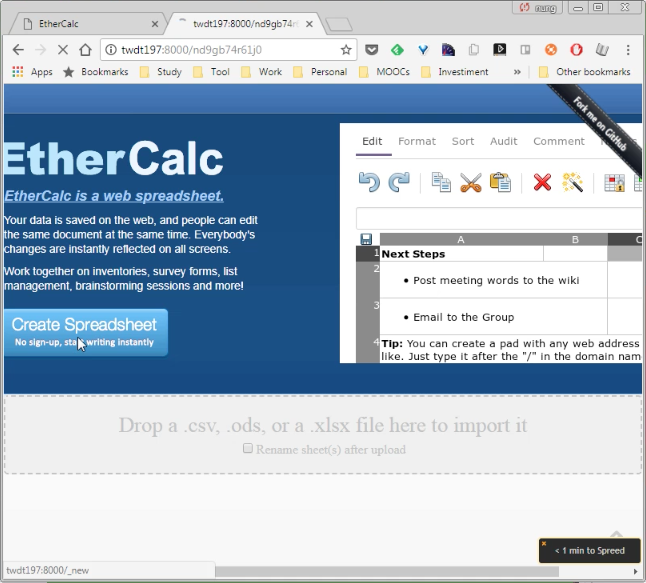 nung
EtherCalc
twdt197:8000/nd9gb74r
twdt197:8000/nd9gb74r61j0
Apps
Bookmarks
Study
Tool
Work
Personal
MOOCs
Investiment
»
Other bookmarks
Fork me on GitHub
EtherCalc
EtherCalc is a web spreadsheet.
Your data is saved on the web, and people can edit
the same document at the same time. Everybody's
changes are instantly reflected on all screens.
Work together on inventories, survey forms, list
management, brainstorming sessions and more!
Create Spreadsheet
No sign-up, start writing instantly
Edit Format Sort Audit Comment
A B C
1 Next Steps
2 • Post meeting words to the wiki
3 • Email to the Group
4 Tip: You can create a pad with any web address
like. Just type it after the "/" in the domain nam
Drop a .csv, .ods, or a .xlsx file here to import it
Rename sheet(s) after upload
< 1 min to Spreed
twdt197:8000/_new